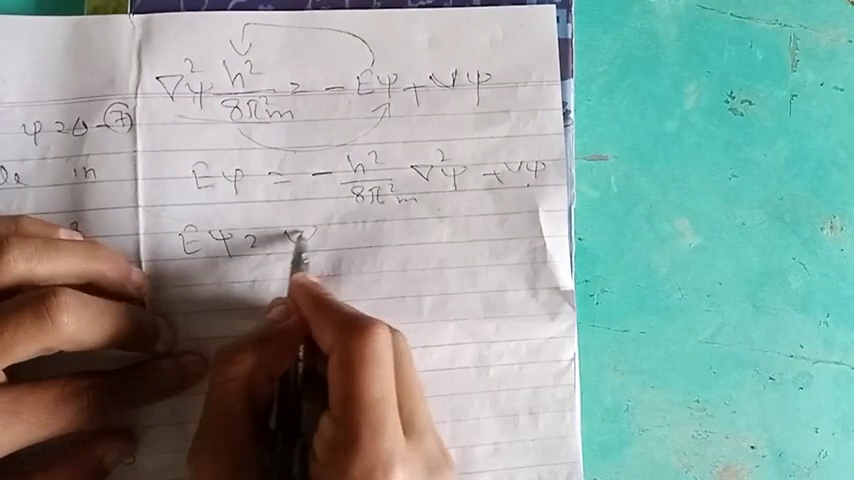 ∇²ψ h²/8π²m = - Eψ + Vψ
ψ = 0 - 7
in
Eψ = - h²/8π²m ∇²ψ + Vψ
Eψ =